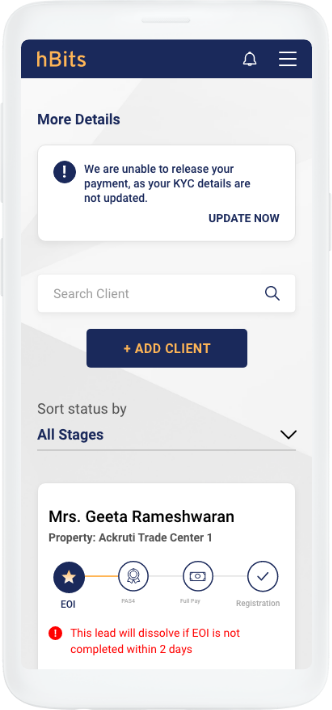 hBits
More Details
We are unable to release your
payment, as your KYC details are
not updated.
UPDATE NOW
Search Client
+ ADD CLIENT
Sort status by
All Stages
Mrs. Geeta Rameshwaran
Property: Ackruti Trade Center 1
EOI PAS4 Full Pay Registration
This lead will dissolve if EOI is not
completed within 2 days